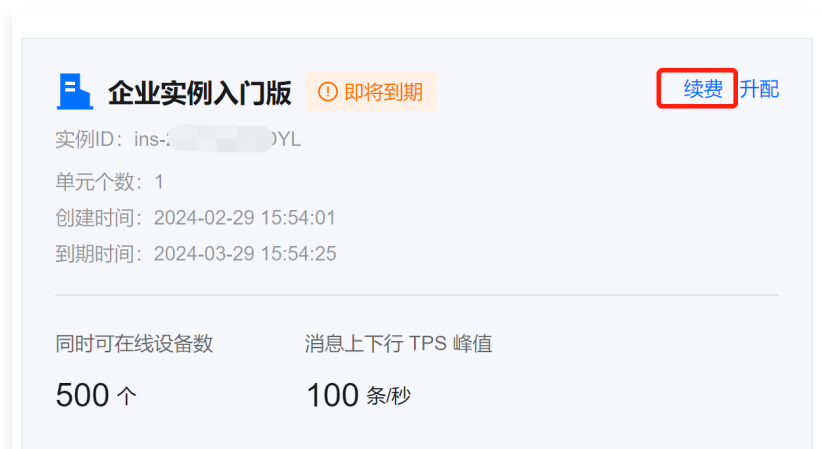 企业实例入门版 即将到期 续费 升配
实例ID：ins- YL
单元个数：1
创建时间：2024-02-29 15:54:01
到期时间：2024-03-29 15:54:25
同时可在线设备数 消息上下行 TPS 峰值
500 个 100 条/秒